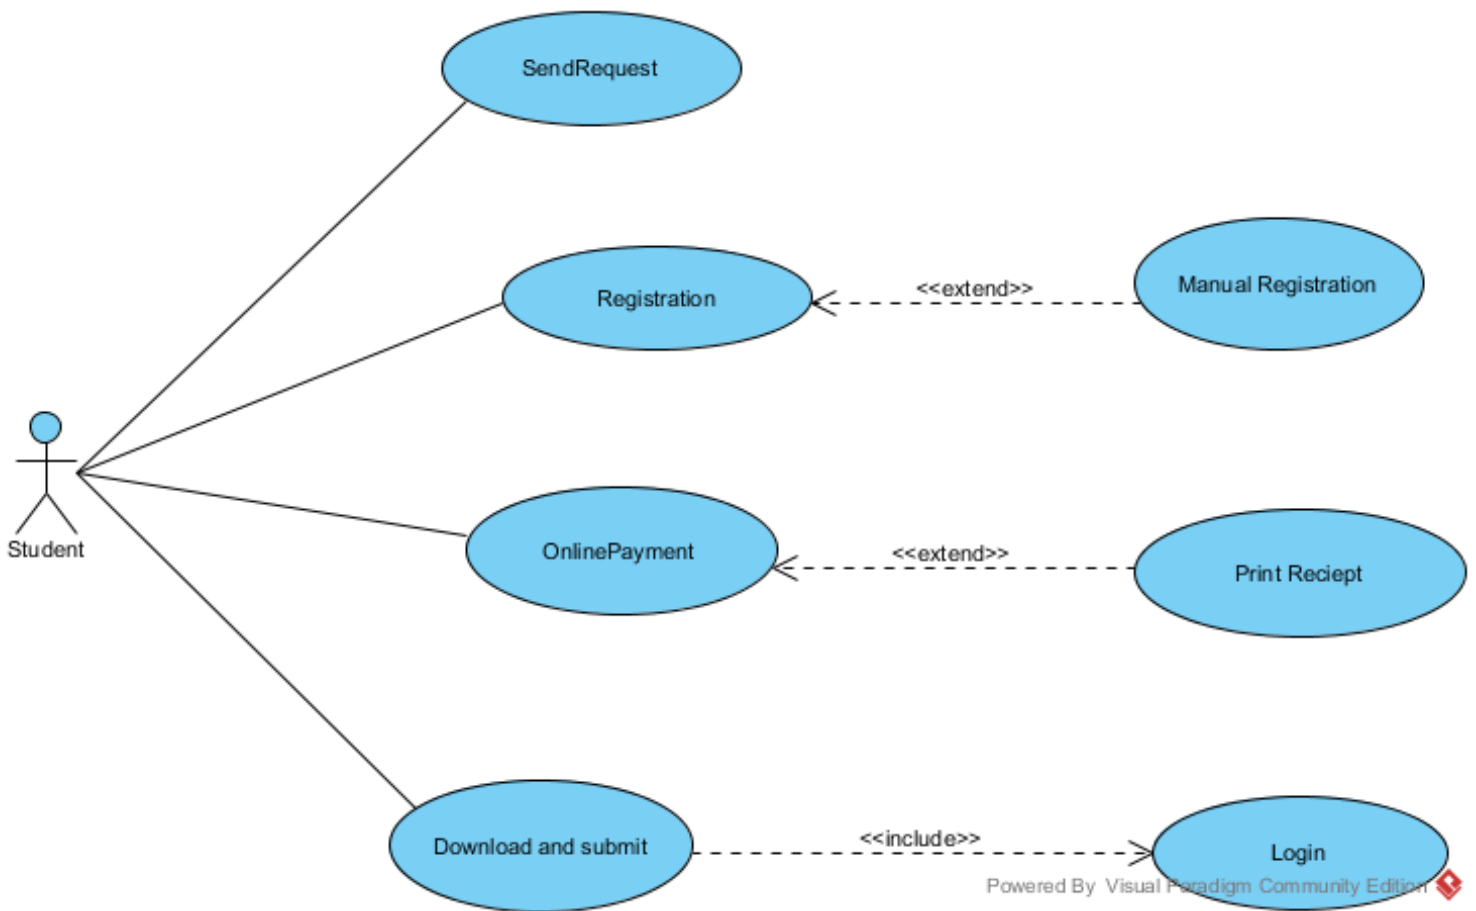 SendRequest
Registration
<<extend>>
Manual Registration
Student
OnlinePayment
<<extend>>
Print Reciept
Download and submit
<<include>>
Login
Powered By Visual Paradigm Community Edition